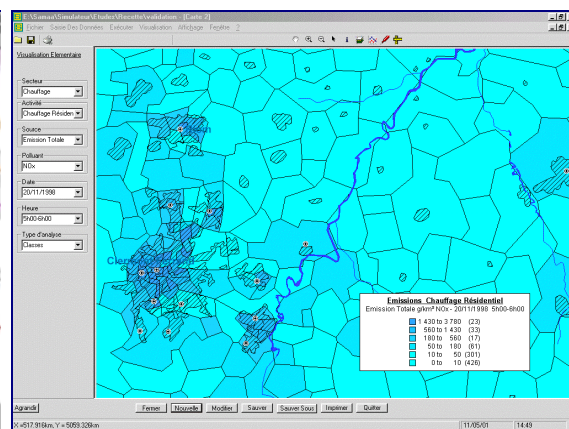 E:\Samaa\Simulateur\Etudes\Recette\validation - [Carte 2]
Fichier Saisie Des Données Exécuter Visualisation Affichage Fenêtre ?
Visualisation Elementaire
Secteur
Chauffage
Activité
Chauffage Résiden
Source
Emission Totale
Polluant
NOx
Date
20/11/1998
Heure
5h00-6h00
Type d'analyse
Classes
Emissions Chauffage Résidentiel
Emission Totale g/km² NOx - 20/11/1998 5h00-6h00
1 430 to 3 780 (23)
560 to 1 430 (33)
180 to 560 (17)
50 to 180 (61)
10 to 50 (301)
0 to 10 (426)
Agrandir Fermer Nouvelle Modifier Sauver Sauver Sous Imprimer Quitter
X =517.916km, Y = 5059.326km 11/05/01 14:49